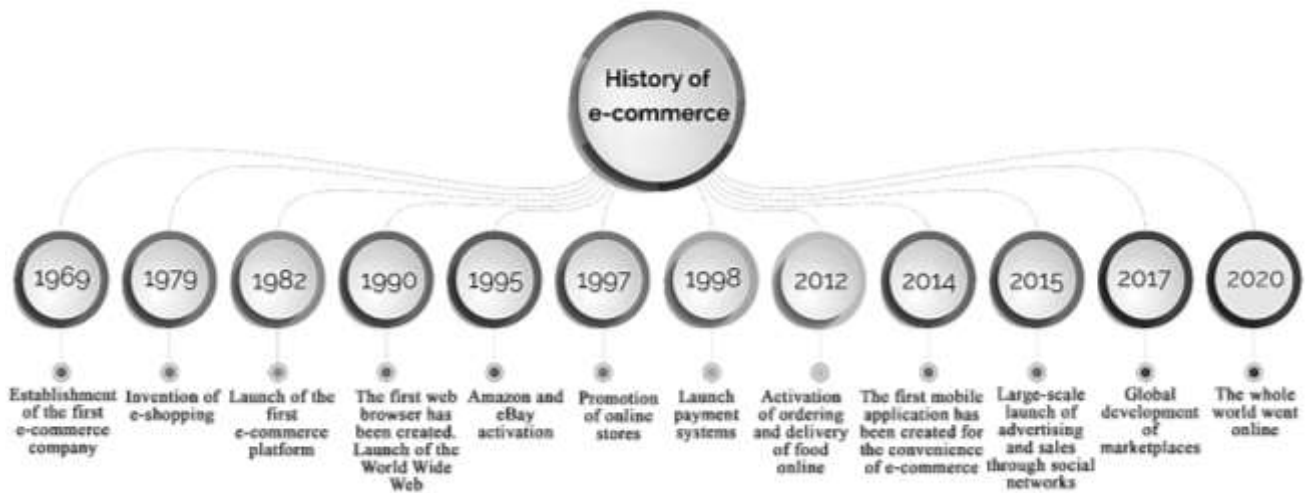 History of
e-commerce
1969
1979
1982
1990
1995
1997
1998
2012
2014
2015
2017
2020
Establishment
of the first
e-commerce
company
Invention of
e-shopping
Launch of the
first
e-commerce
platform
The first web
browser has
been created.
Launch of the
World Wide
Web
Amazon and
eBay
activation
Promotion
of online
stores
Launch
payment
systems
Activation
of ordering
and delivery
of food
online
The first mobile
application has
been created for
the convenience
of e-commerce
Large-scale
launch of
advertising
and sales
through social
networks
Global
development
of
marketplaces
The whole
world went
online